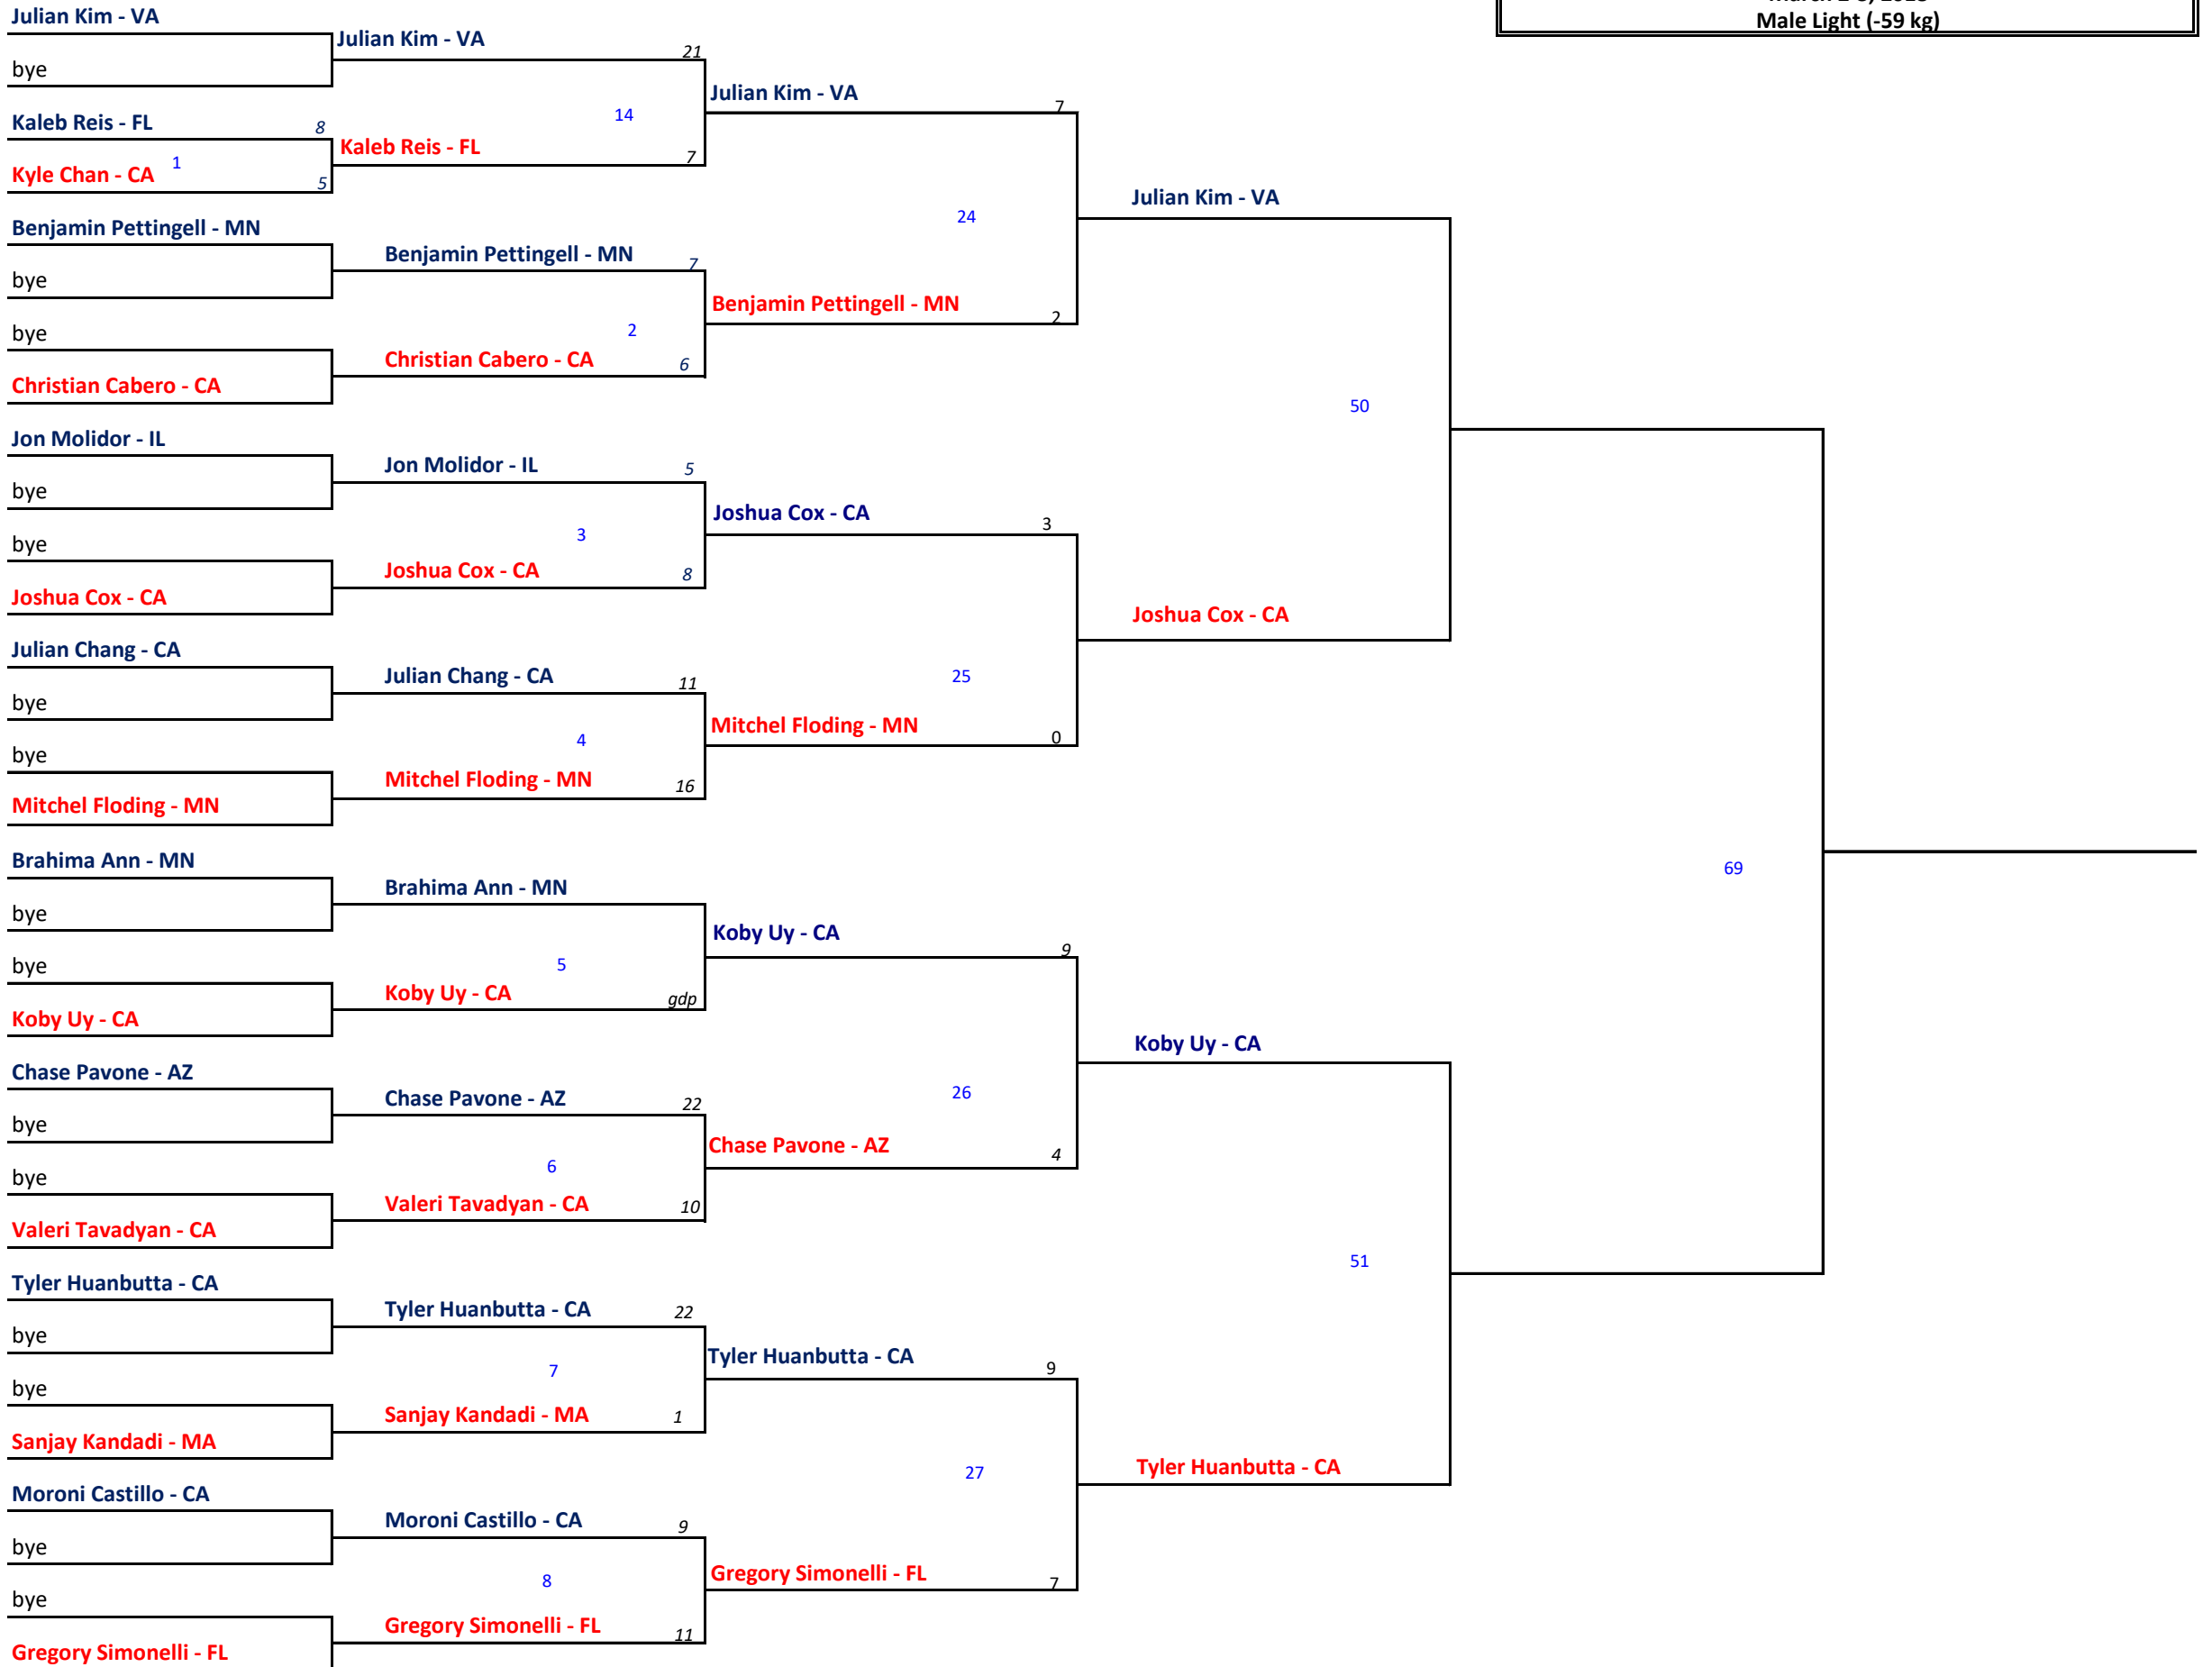 Male Light (-59 kg)
Julian Kim - VA
bye
Kaleb Reis - FL
8
1
Kyle Chan - CA
5
Benjamin Pettingell - MN
bye
bye
Christian Cabero - CA
Jon Molidor - IL
bye
bye
Joshua Cox - CA
Julian Chang - CA
bye
bye
Mitchel Floding - MN
Brahima Ann - MN
bye
bye
Koby Uy - CA
Chase Pavone - AZ
bye
bye
Valeri Tavadyan - CA
Tyler Huanbutta - CA
bye
bye
Sanjay Kandadi - MA
Moroni Castillo - CA
bye
bye
Gregory Simonelli - FL
Julian Kim - VA
21
14
Kaleb Reis - FL
7
Benjamin Pettingell - MN
7
2
Christian Cabero - CA
6
Jon Molidor - IL
5
3
Joshua Cox - CA
8
Julian Chang - CA
11
4
Mitchel Floding - MN
16
Brahima Ann - MN
5
Koby Uy - CA
gdp
Chase Pavone - AZ
22
6
Valeri Tavadyan - CA
10
Tyler Huanbutta - CA
22
7
Sanjay Kandadi - MA
1
Moroni Castillo - CA
9
8
Gregory Simonelli - FL
11
Julian Kim - VA
7
24
Benjamin Pettingell - MN
2
Joshua Cox - CA
3
25
Mitchel Floding - MN
0
Koby Uy - CA
9
26
Chase Pavone - AZ
4
Tyler Huanbutta - CA
9
27
Gregory Simonelli - FL
7
Julian Kim - VA
50
Joshua Cox - CA
Koby Uy - CA
51
Tyler Huanbutta - CA
69